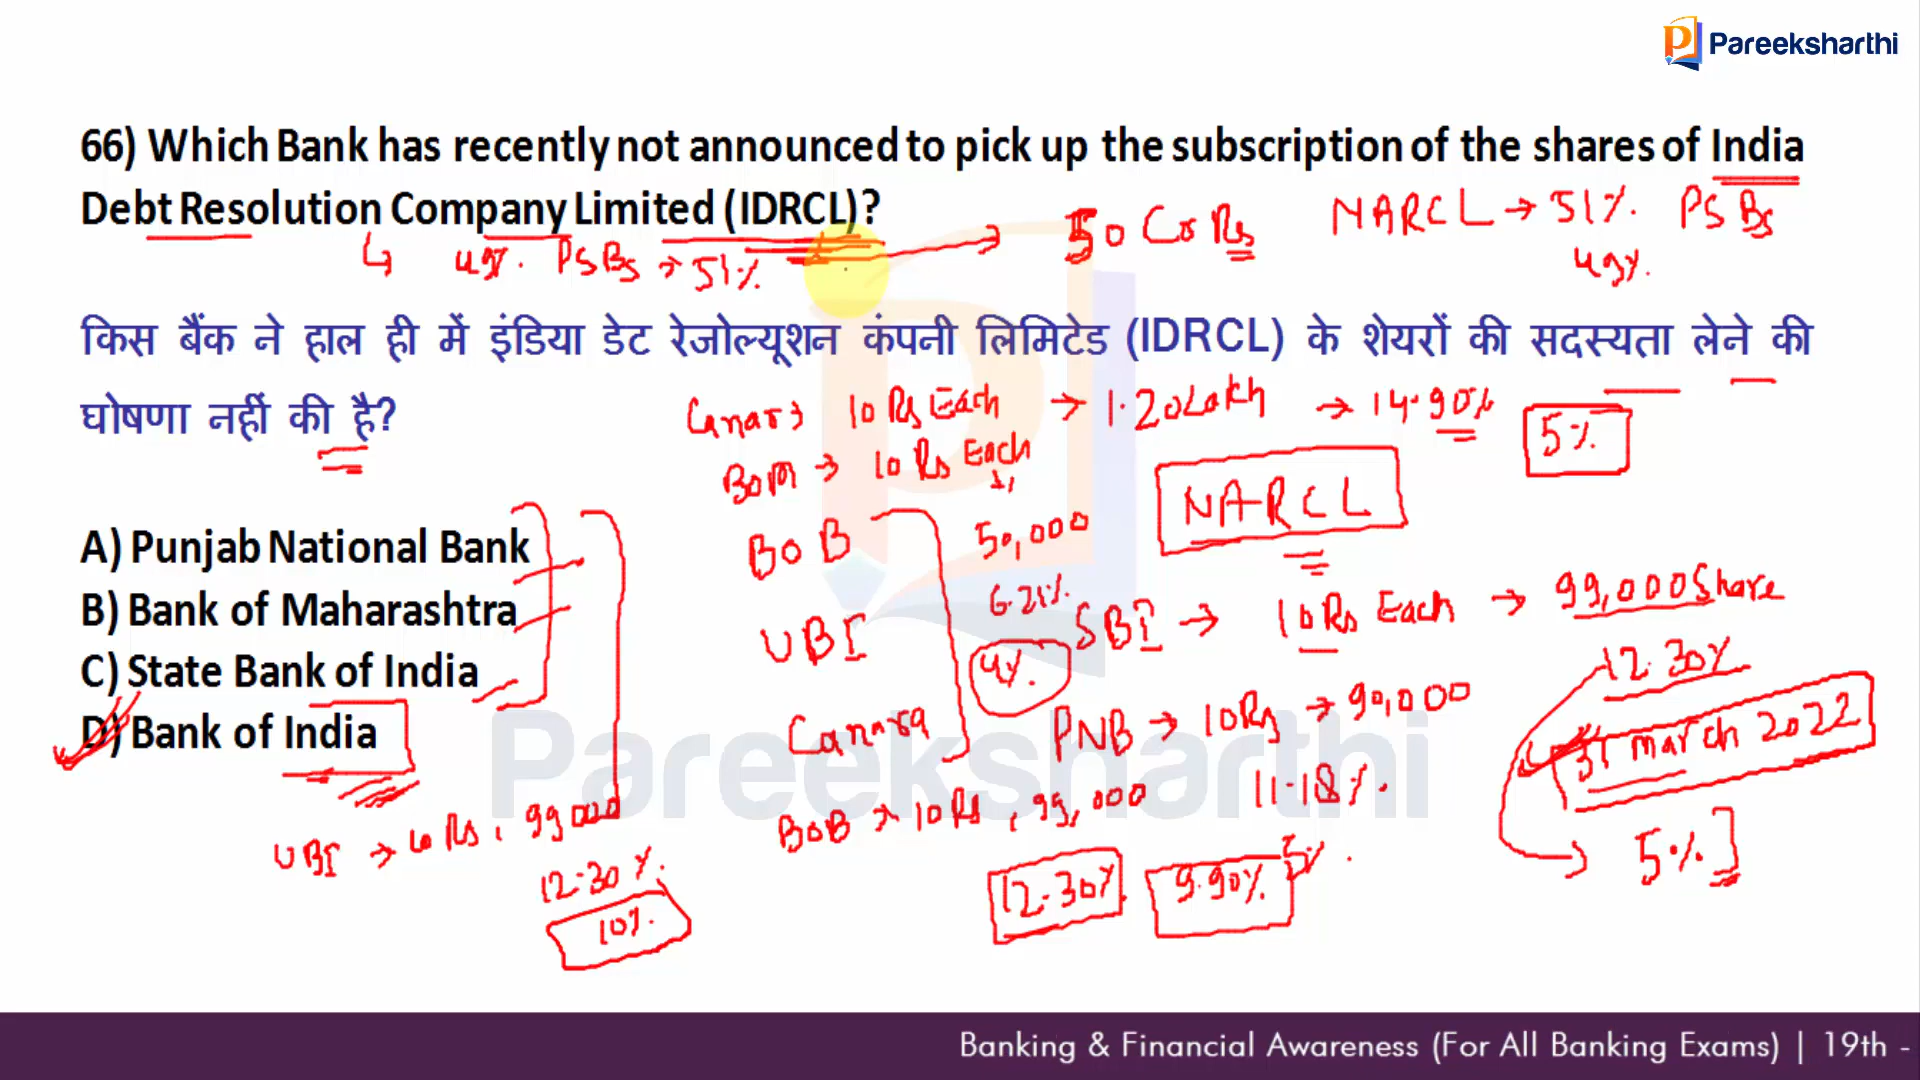 Pareeksharthi
66) Which Bank has recently not announced to pick up the subscription of the shares of India
Debt Resolution Company Limited (IDRCL)?
50 Cr Rs
NARCL → 51% PSBs
49%.
49%. PSBs → 51%
किस बैंक ने हाल ही में इंडिया डेट रेजोल्यूशन कंपनी लिमिटेड (IDRCL) के शेयरों की सदस्यता लेने की
घोषणा नहीं की है?
10 Rs Each → 1.20 Lakh → 14.90%
5%.
BOM → 10 Rs Each
NARCL
50,000
6.21%.
4%.
A) Punjab National Bank
B) Bank of Maharashtra
C) State Bank of India
D) Bank of India
BOB
UBI
Canara
SBI → 10 Rs Each → 99,000 Share
12.30%
31 March 2022
5%
PNB → 10 Rs → 90,000
11.18%.
5%.
BOB → 10 Rs, 99,000
12.30%
9.90%
UBI → 10 Rs, 99000
12.30%.
10%.
Pareeksharthi
Banking & Financial Awareness (For All Banking Exams) | 19th -